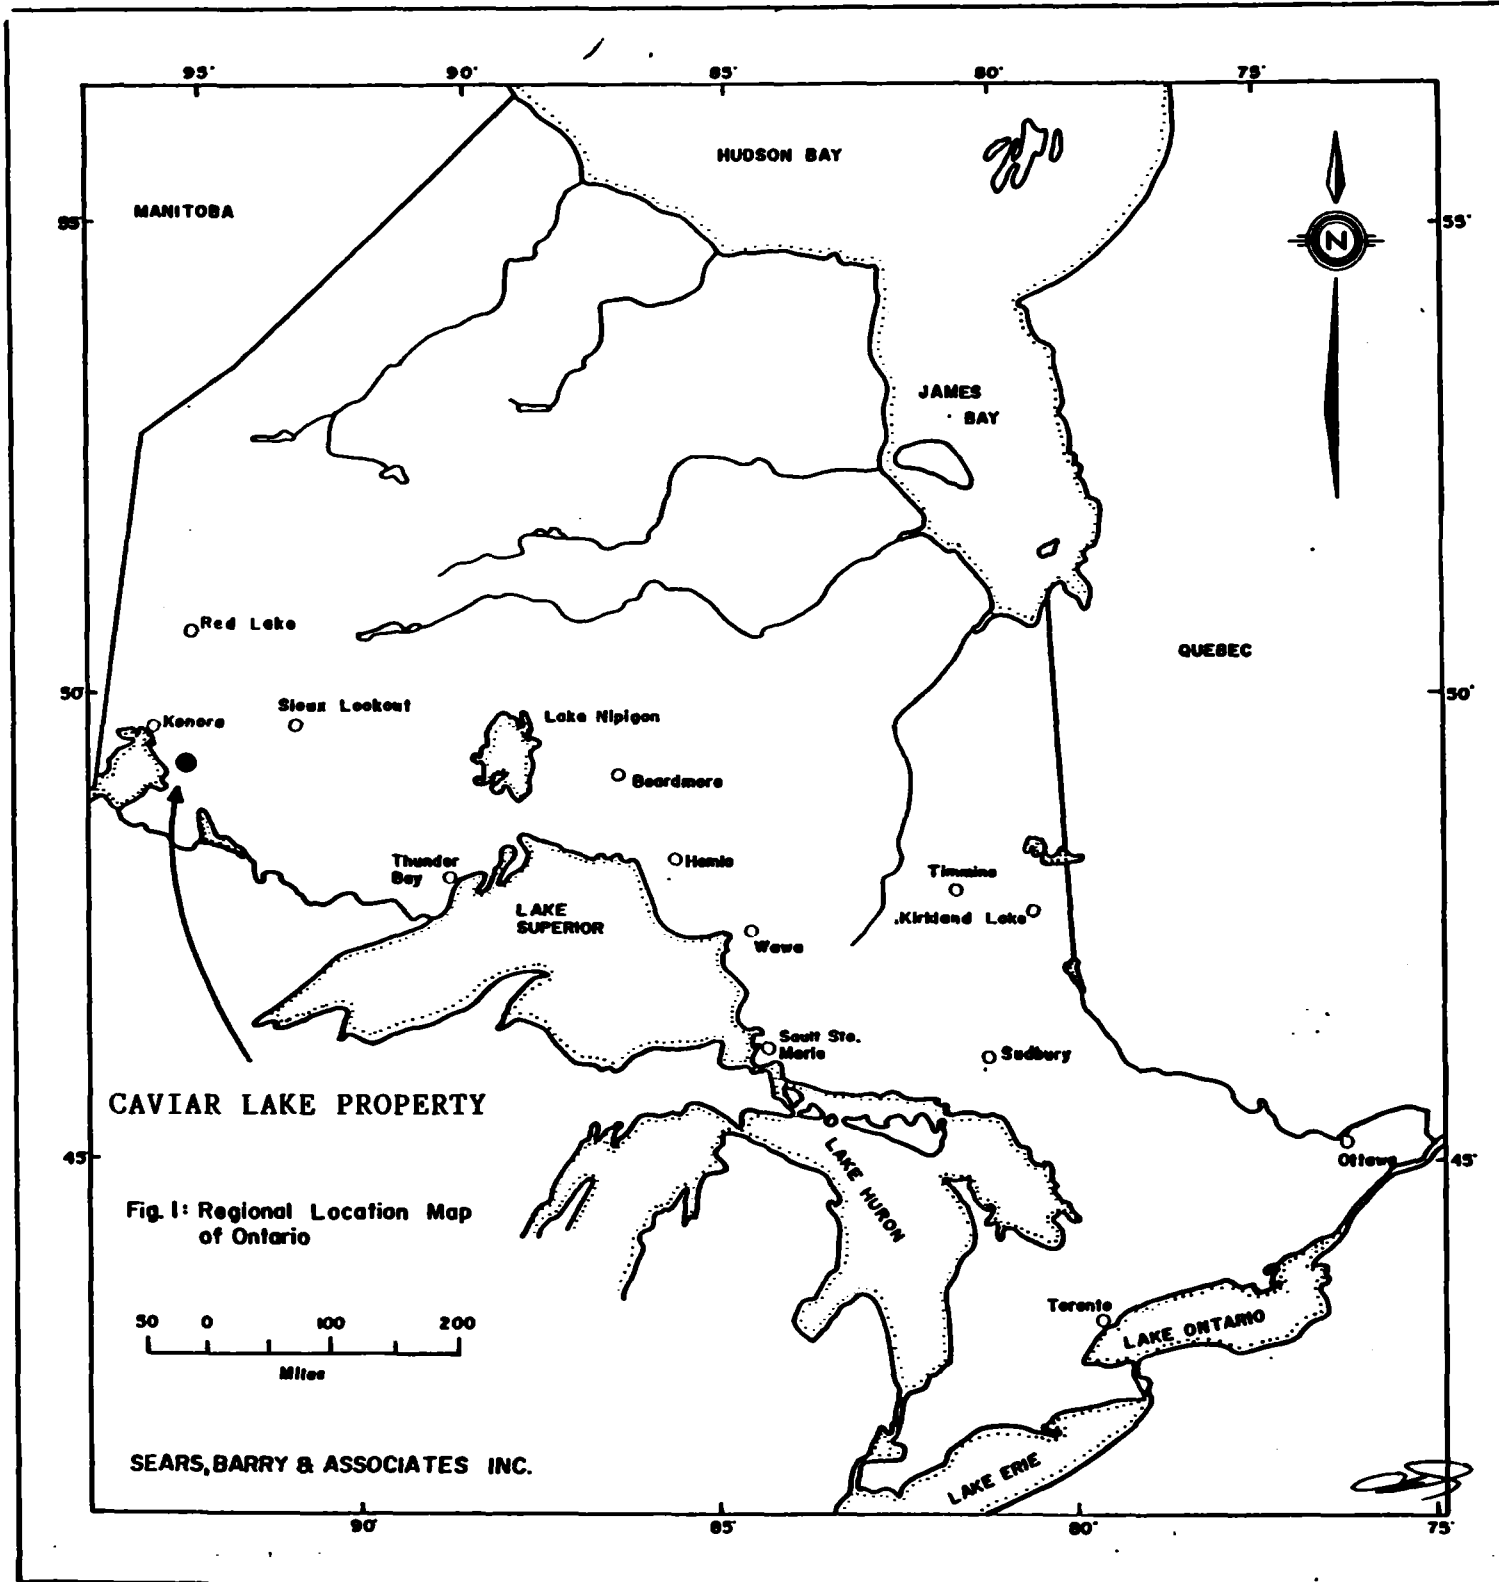 95° 90° 85° 80° 75°
HUDSON BAY
MANITOBA
55° 55°
N
JAMES
BAY
Red Lake
QUEBEC
50° 50°
Kenora
Sioux Lookout
Lake Nipigon
Beardmore
Thunder
Bay
Hemlo
Timmins
Kirkland Lake
LAKE
SUPERIOR
Wawa
Sault Ste.
Marie
Sudbury
CAVIAR LAKE PROPERTY
45° 45°
Ottawa
LAKE HURON
Fig. 1: Regional Location Map
of Ontario
Toronto
LAKE ONTARIO
50 0 100 200
Miles
SEARS, BARRY & ASSOCIATES INC.
LAKE ERIE
90° 85° 80° 75°